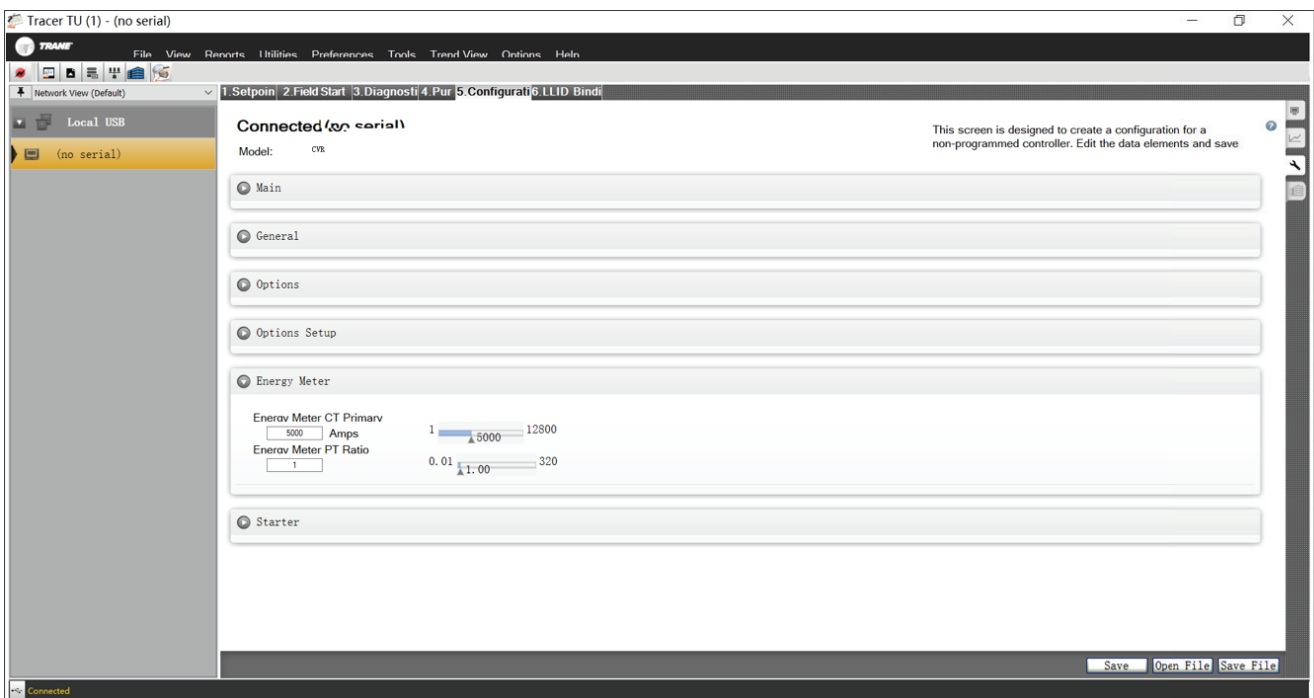 Tracer TU (1) - (no serial)
TRANE
File View Reports Utilities Preferences Tools Trend View Options Help
Network View (Default)
1.Setpoin 2.Field Start 3.Diagnosti 4.Pur 5.Configurati 6.LLID Bindi
Local USB
(no serial)
Connected (no serial)
Model: CVR
This screen is designed to create a configuration for a
non-programmed controller. Edit the data elements and save
Main
General
Options
Options Setup
Energy Meter
Energy Meter CT Primary
5000 Amps 1 5000 12800
Energy Meter PT Ratio
1 0.01 1.00 320
Starter
Save Open File Save File
Connected